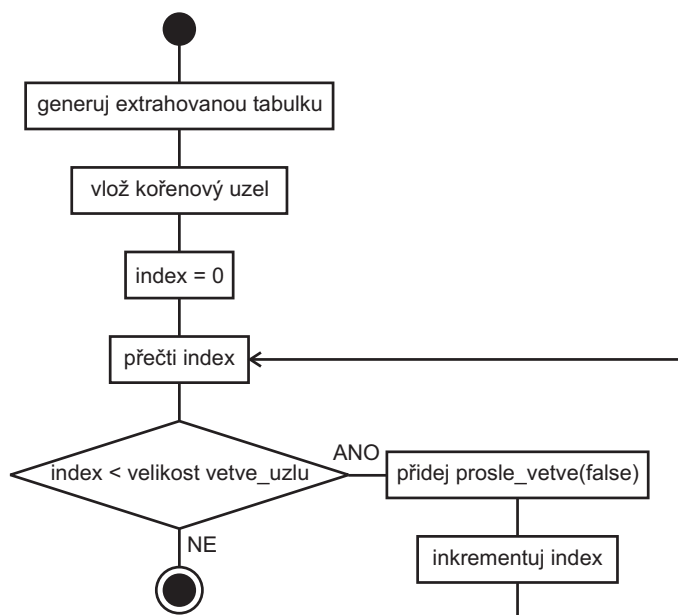 generuj extrahovanou tabulku
vlož kořenový uzel
index = 0
přečti index
index < velikost vetve_uzlu
ANO
přidej prosle_vetve(false)
NE
inkrementuj index